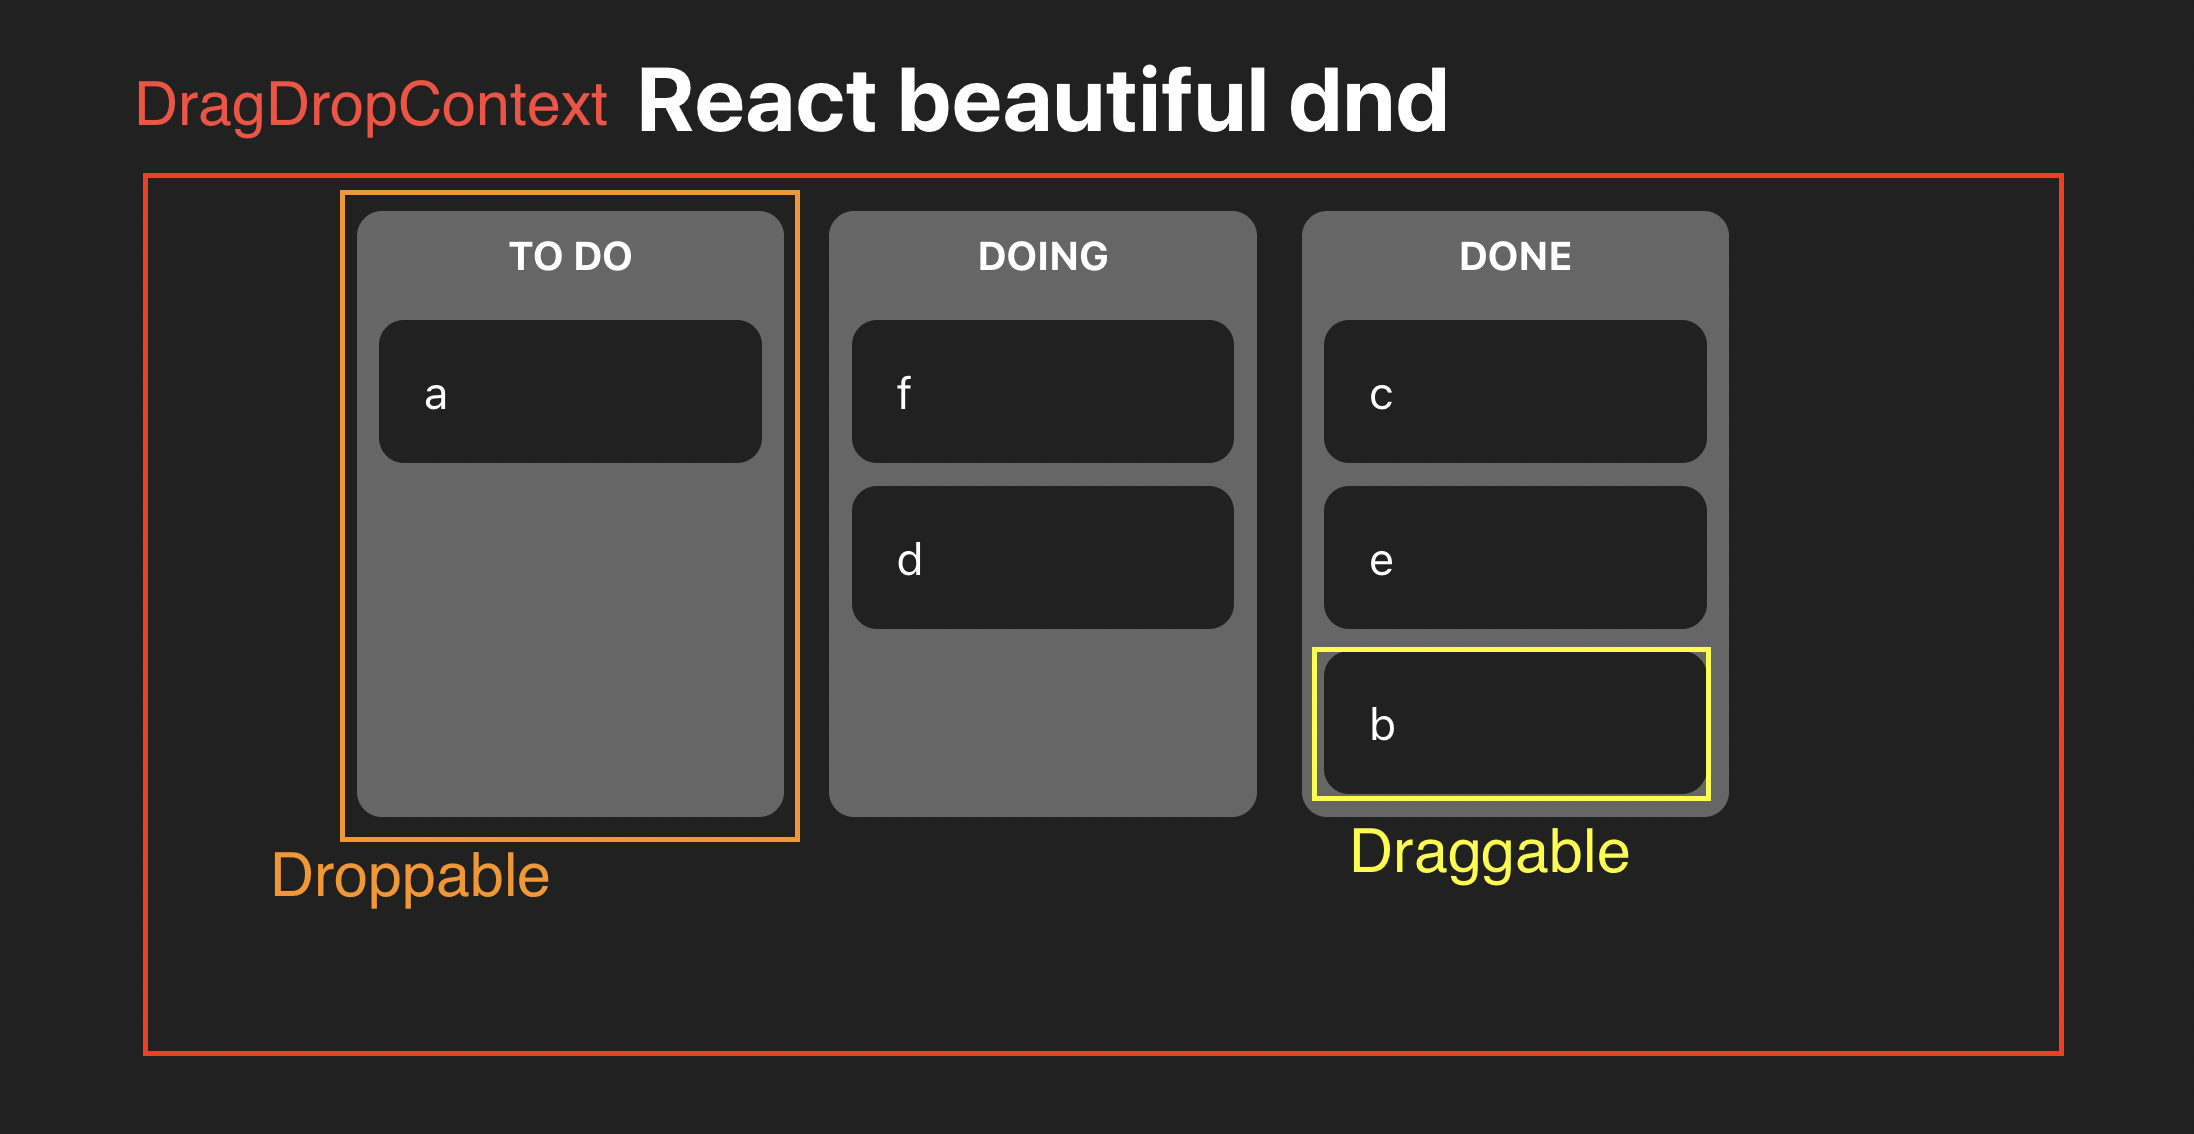 DragDropContext React beautiful dnd
TO DO
a
DOING
f
d
DONE
c
e
b
Droppable
Draggable